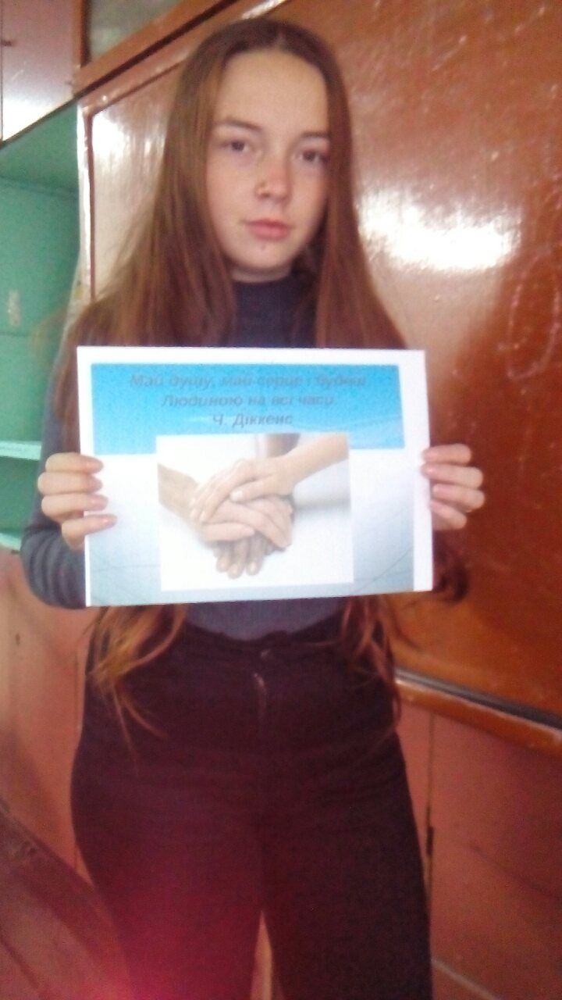 Май душу, май серце і будеш
Людиною на всі часи.
Ч. Діккенс